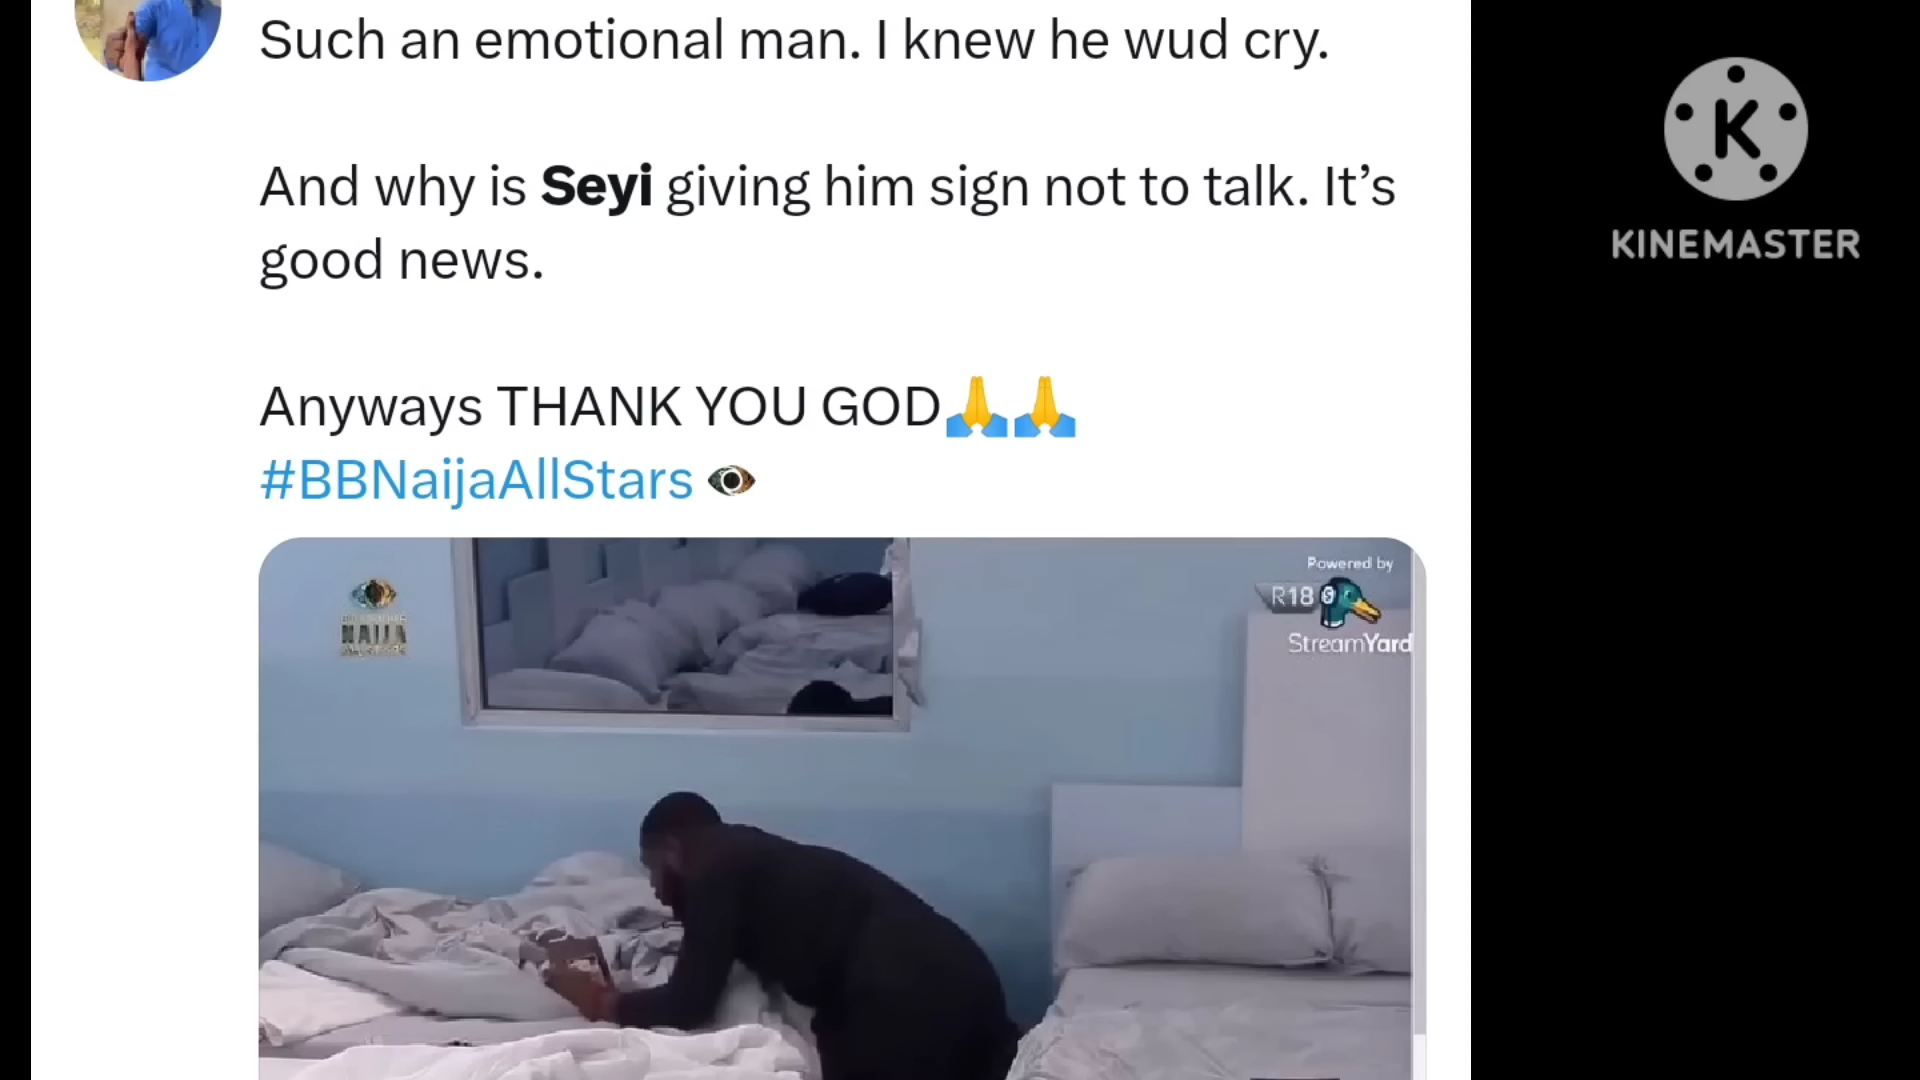 Such an emotional man. I knew he wud cry.
And why is Seyi giving him sign not to talk. It’s
good news.
Anyways THANK YOU GOD🙏🙏
#BBNaijaAllStars
K
KINEMASTER
Powered by
R18
StreamYard
NAIJA